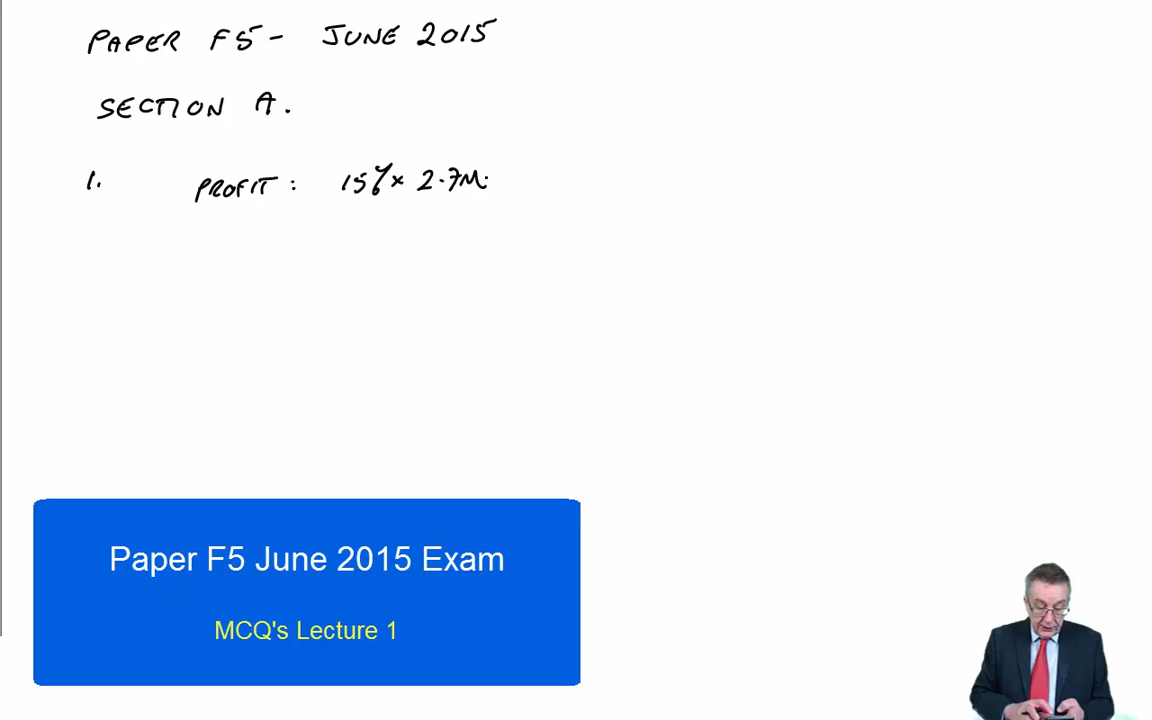 PAPER F5 - JUNE 2015
SECTION A.
1. PROFIT: 15% x 2.7M.
Paper F5 June 2015 Exam
MCQ's Lecture 1